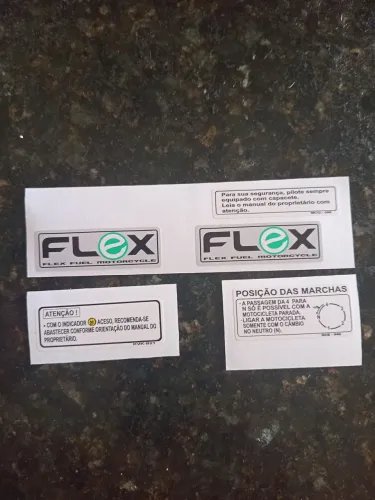 Para sua segurança, pilote sempre
equipado com capacete.
Leia o manual do proprietário com
atenção.
FLEX
FLEX FUEL MOTORCYCLE
FLEX
FLEX FUEL MOTORCYCLE
ATENÇÃO !
• COM O INDICADOR ACESO, RECOMENDA-SE
ABASTECER CONFORME ORIENTAÇÃO DO MANUAL DO
PROPRIETÁRIO.
POSIÇÃO DAS MARCHAS
-A PASSAGEM DA 4 PARA
N SÓ É POSSÍVEL COM A
MOTOCICLETA PARADA.
-LIGAR A MOTOCICLETA
SOMENTE COM O CÂMBIO
NO NEUTRO (N).